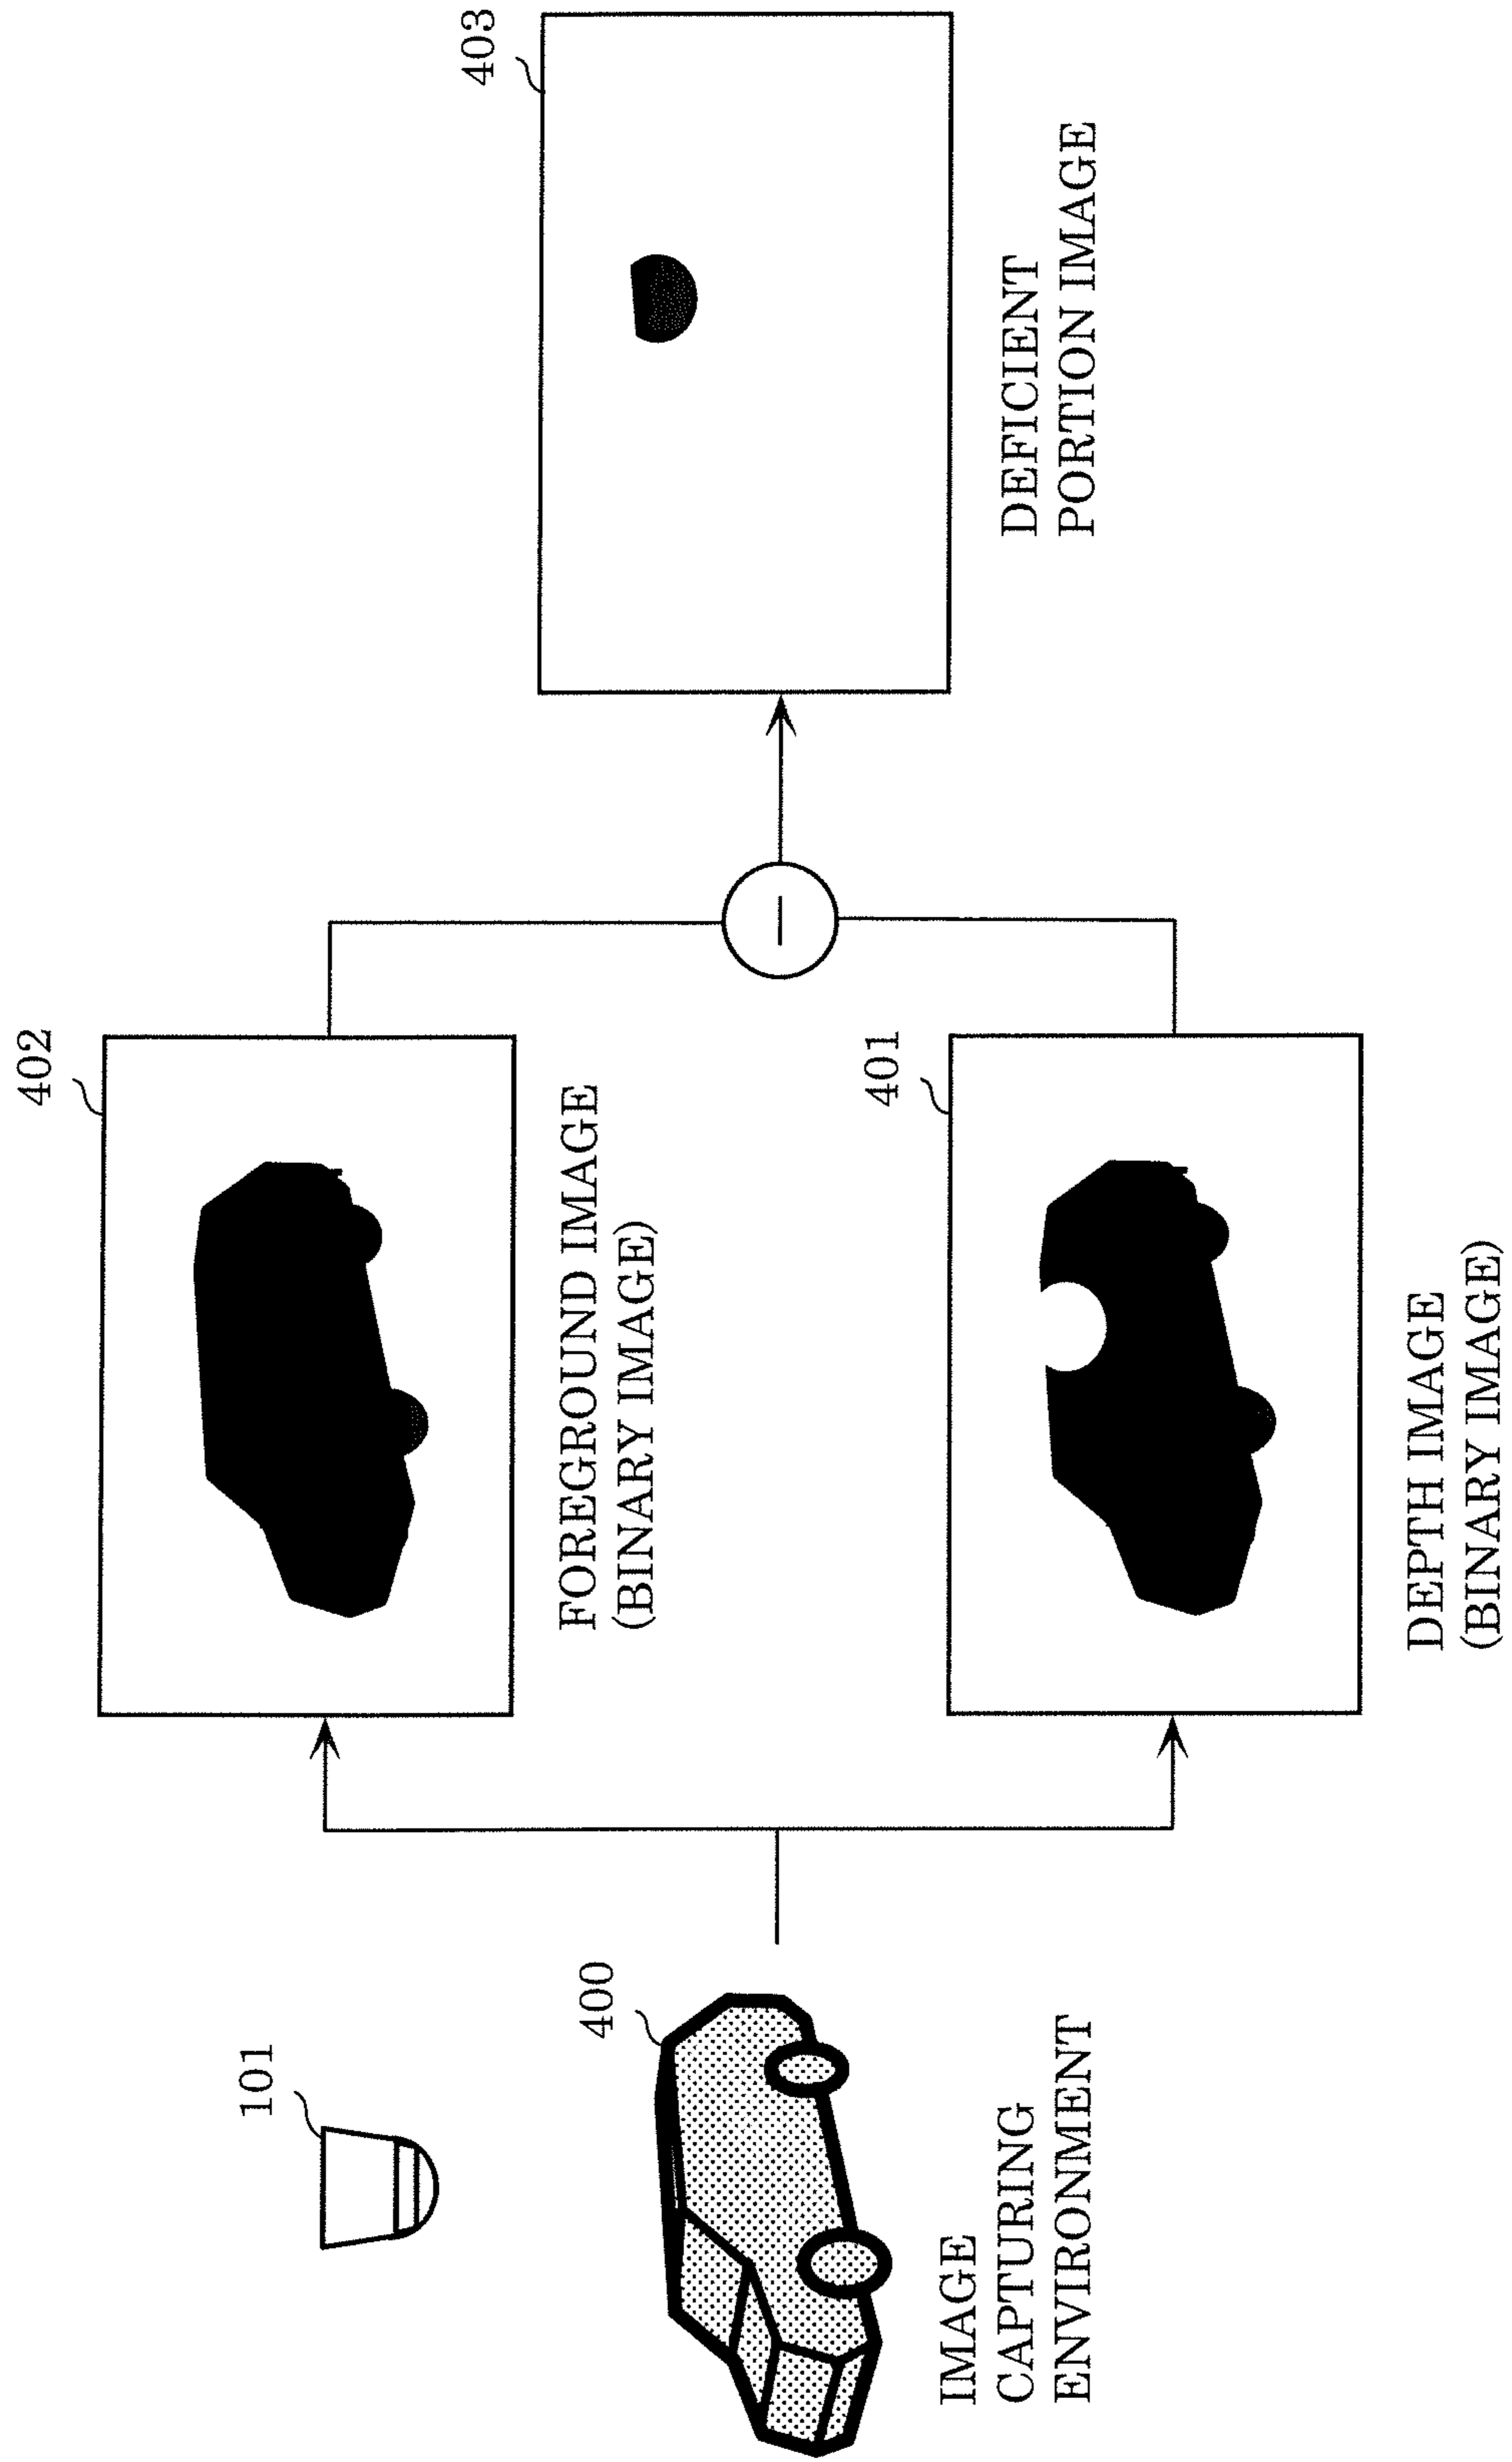 101
400
IMAGE
CAPTURING
ENVIRONMENT
402
FOREGROUND IMAGE
(BINARY IMAGE)
401
DEPTH IMAGE
(BINARY IMAGE)
—
403
DEFICIENT
PORTION IMAGE